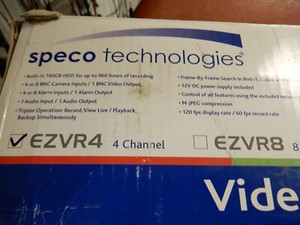 speco technologies®
• Built-in 160GB HDD for up to 960 hours of recording
• 4 or 8 BNC Camera Inputs / 1 BNC Video Output
• 4 or 8 Alarm Inputs / 1 Alarm Output
• 1 Audio Input / 1 Audio Output
• Triplex Operation: Record, View Live / Playback,
Backup Simultaneously
• Frame-By-Frame Search in Both
• 12V DC power supply included
• Control of all features using the included
• M-JPEG compression
• 120 fps display rate / 60 fps record rate
EZVR4 4 Channel
EZVR8 8
Vide